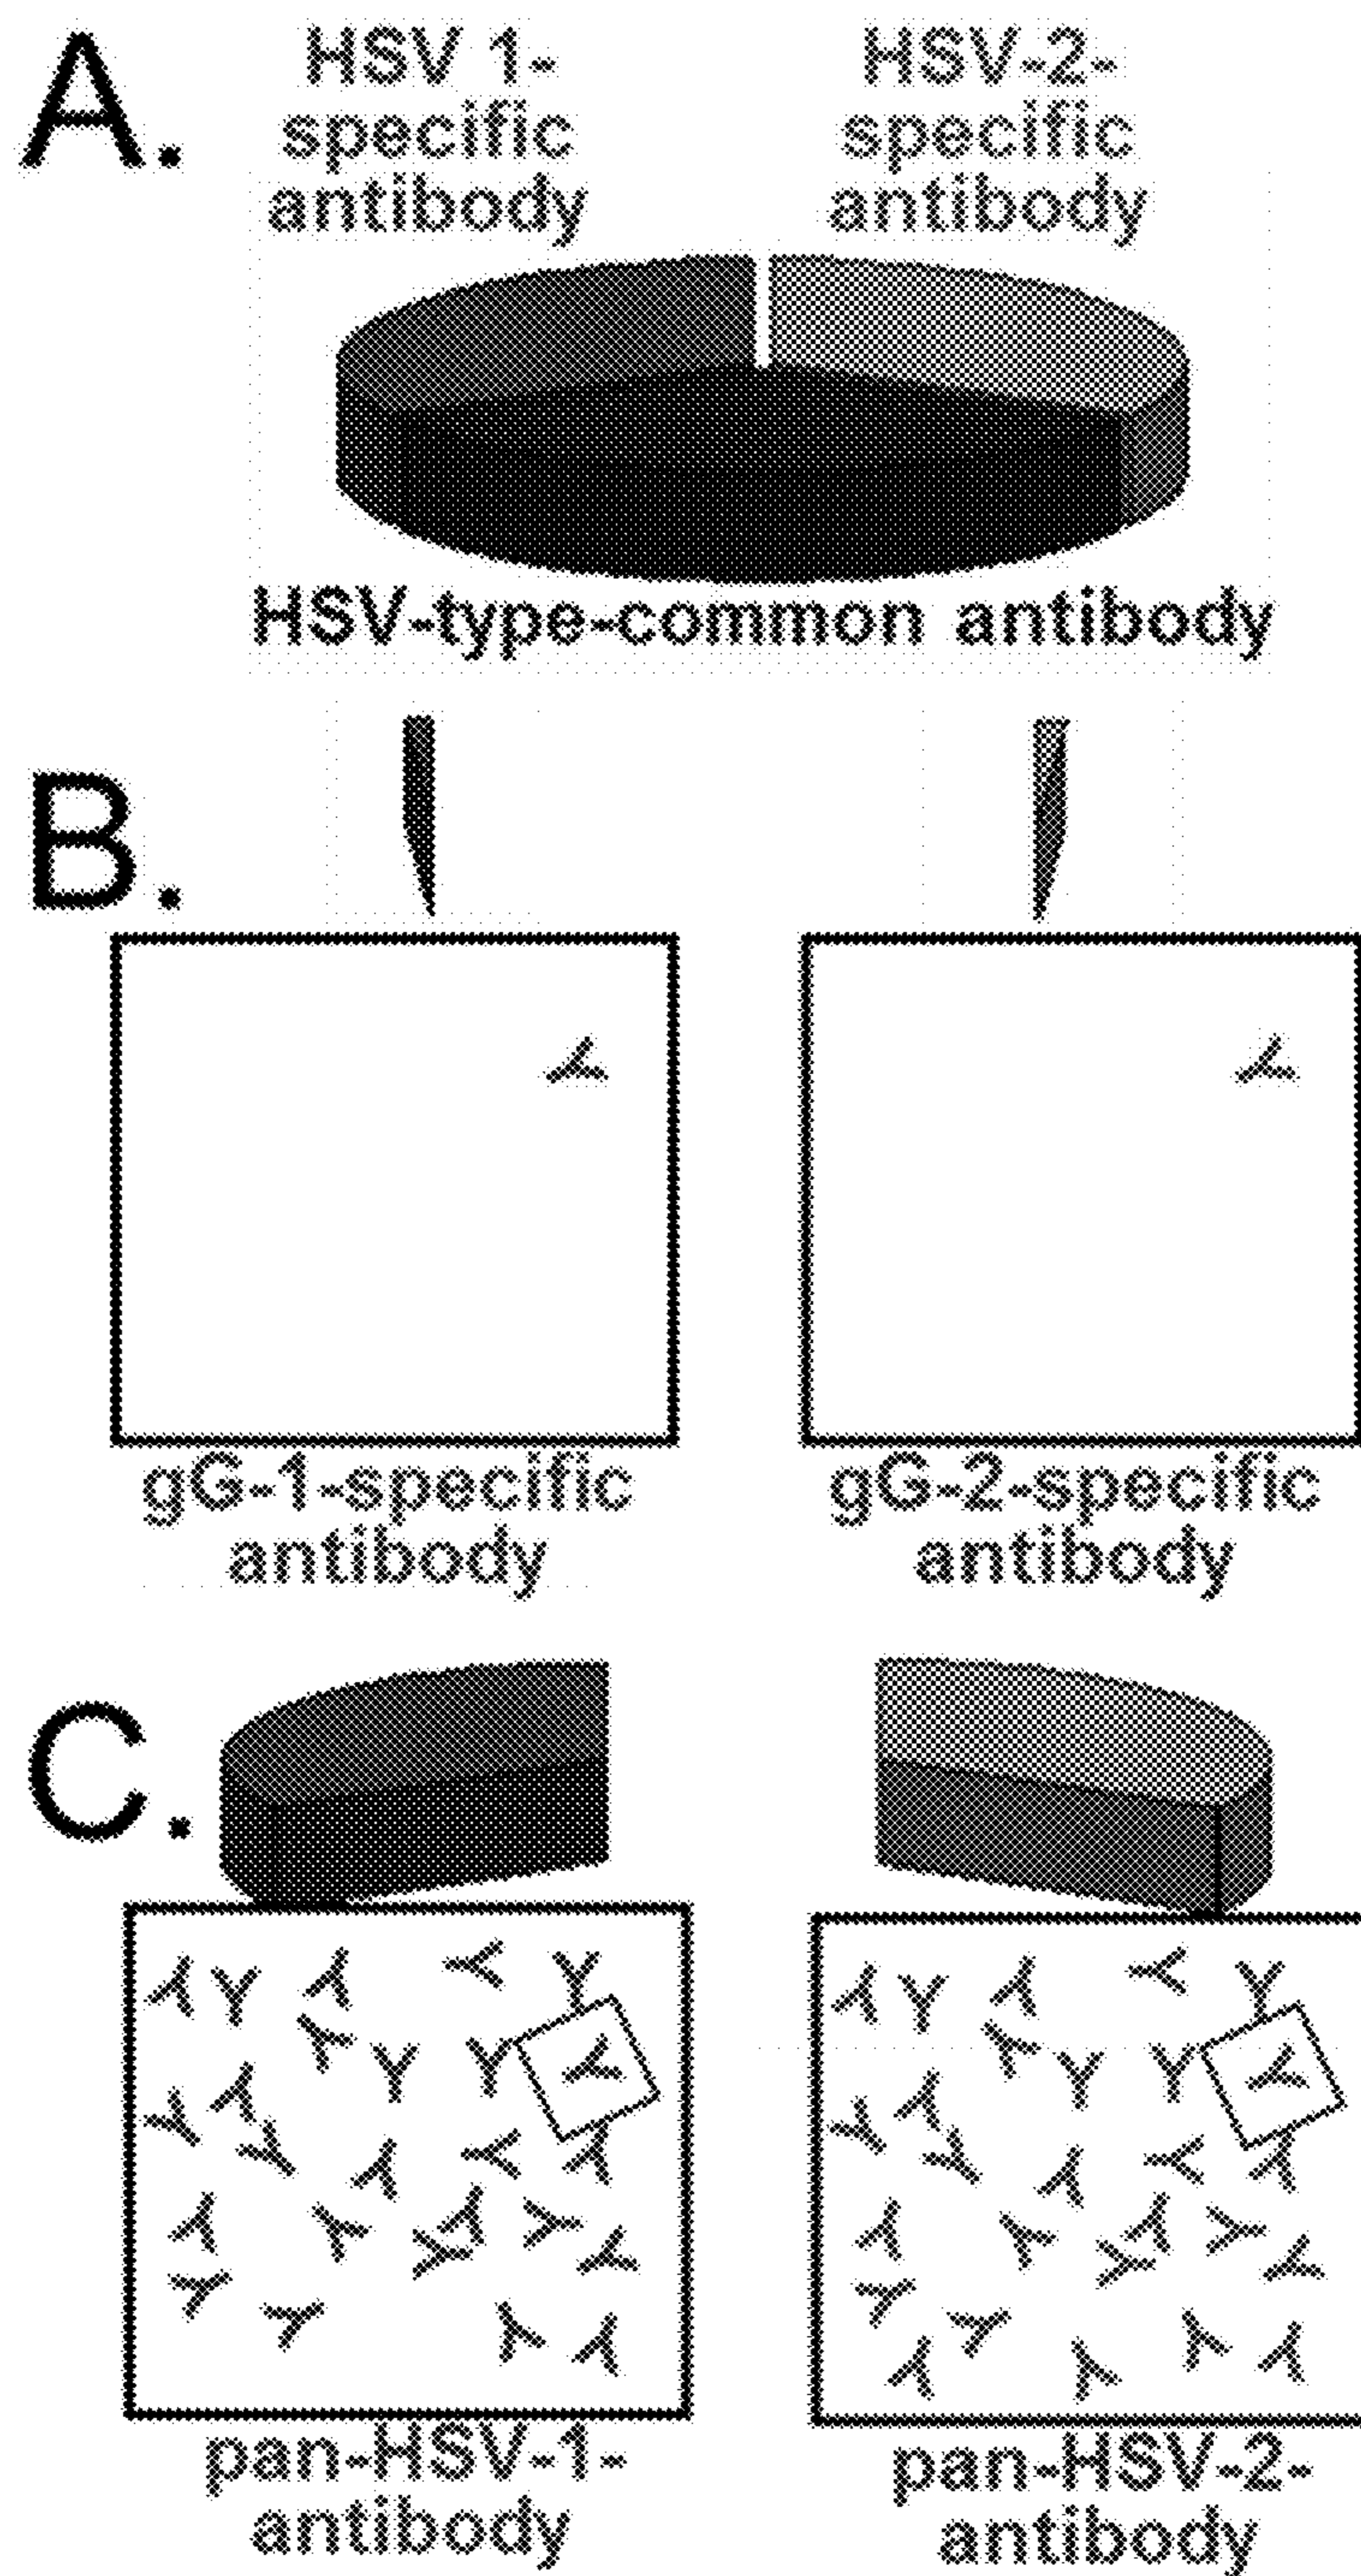 A.
HSV 1-
specific
antibody
HSV-2-
specific
antibody
HSV-type-common antibody
B.
gG-1-specific
antibody
gG-2-specific
antibody
C.
pan-HSV-1-
antibody
pan-HSV-2-
antibody